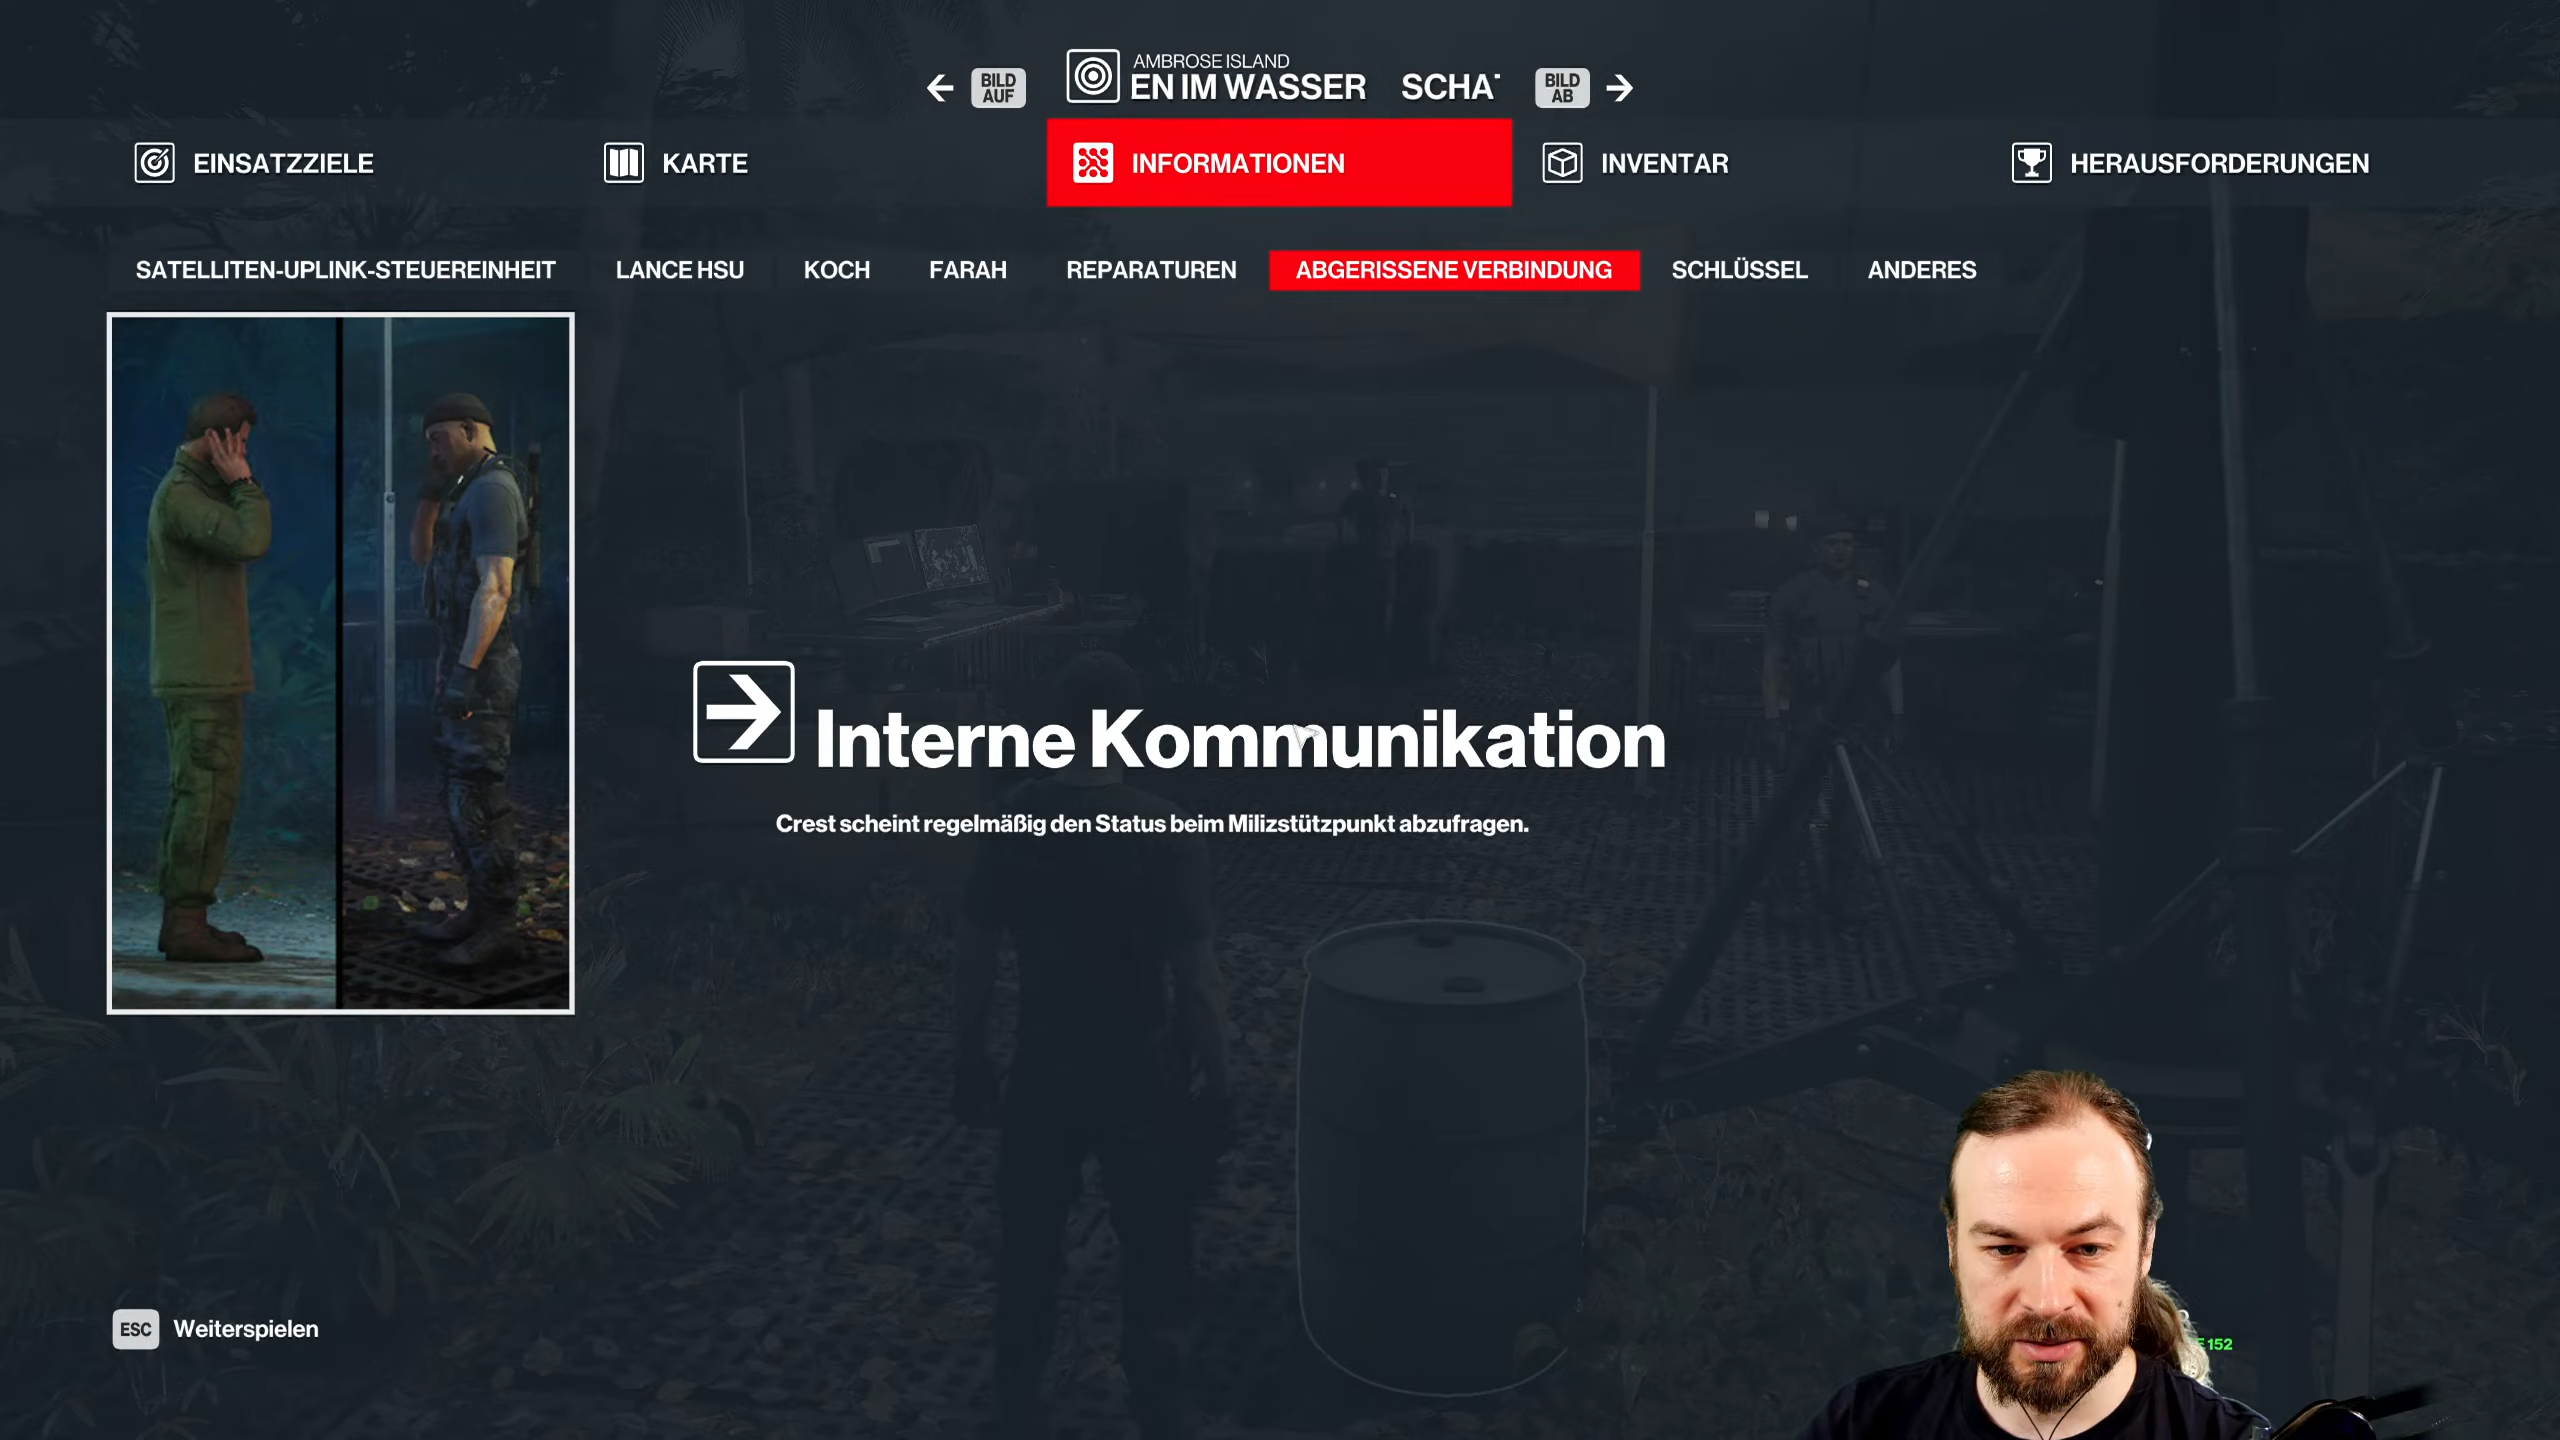 AMBROSE ISLAND
EN IM WASSER SCHA
BILD AUF
BILD AB
EINSATZZIELE
KARTE
INFORMATIONEN
INVENTAR
HERAUSFORDERUNGEN
SATELLITEN-UPLINK-STEUEREINHEIT
LANCE HSU
KOCH
FARAH
REPARATUREN
ABGERISSENE VERBINDUNG
SCHLÜSSEL
ANDERES
Interne Kommunikation
Crest scheint regelmäßig den Status beim Milizstützpunkt abzufragen.
ESC Weiterspielen
152